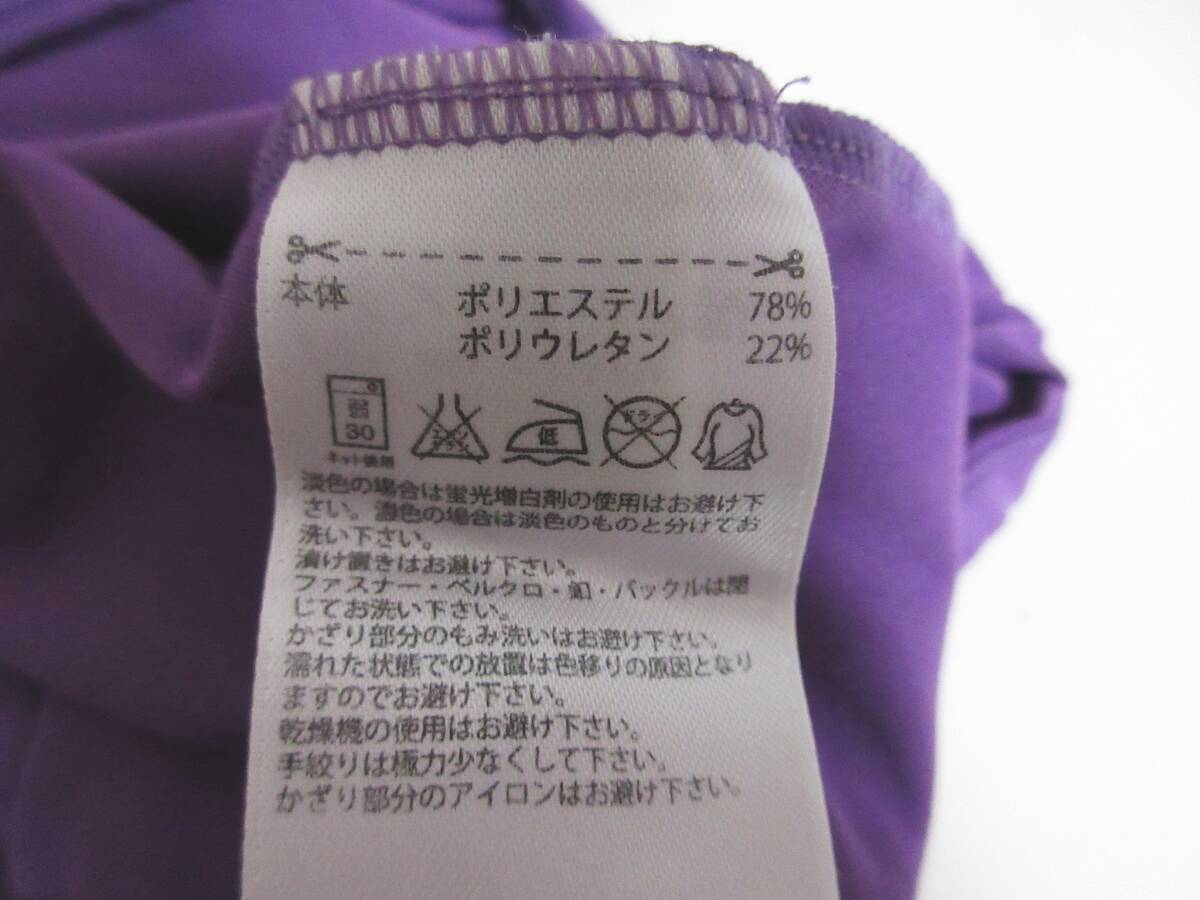 本体 ポリエステル 78%
ポリウレタン 22%
30 低 ドライ
ネット使用
淡色の場合は蛍光増白剤の使用はお避け下
さい。濃色の場合は淡色のものと分けてお
洗い下さい。
漬け置きはお避け下さい。
ファスナー・ベルクロ・釦・バックルは閉
じてお洗い下さい。
かざり部分のもみ洗いはお避け下さい。
濡れた状態での放置は色移りの原因となり
ますのでお避け下さい。
乾燥機の使用はお避け下さい。
手絞りは極力少なくして下さい。
かざり部分のアイロンはお避け下さい。